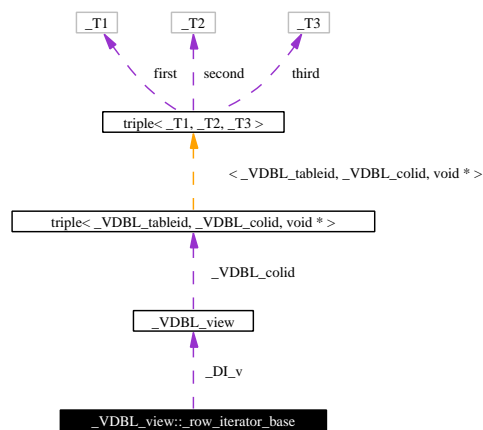 _T1 _T2 _T3
first second third
triple< _T1, _T2, _T3 >
< _VDBL_tableid, _VDBL_colid, void * >
triple< _VDBL_tableid, _VDBL_colid, void * >
_VDBL_colid
_VDBL_view
_DI_v
_VDBL_view::_row_iterator_base